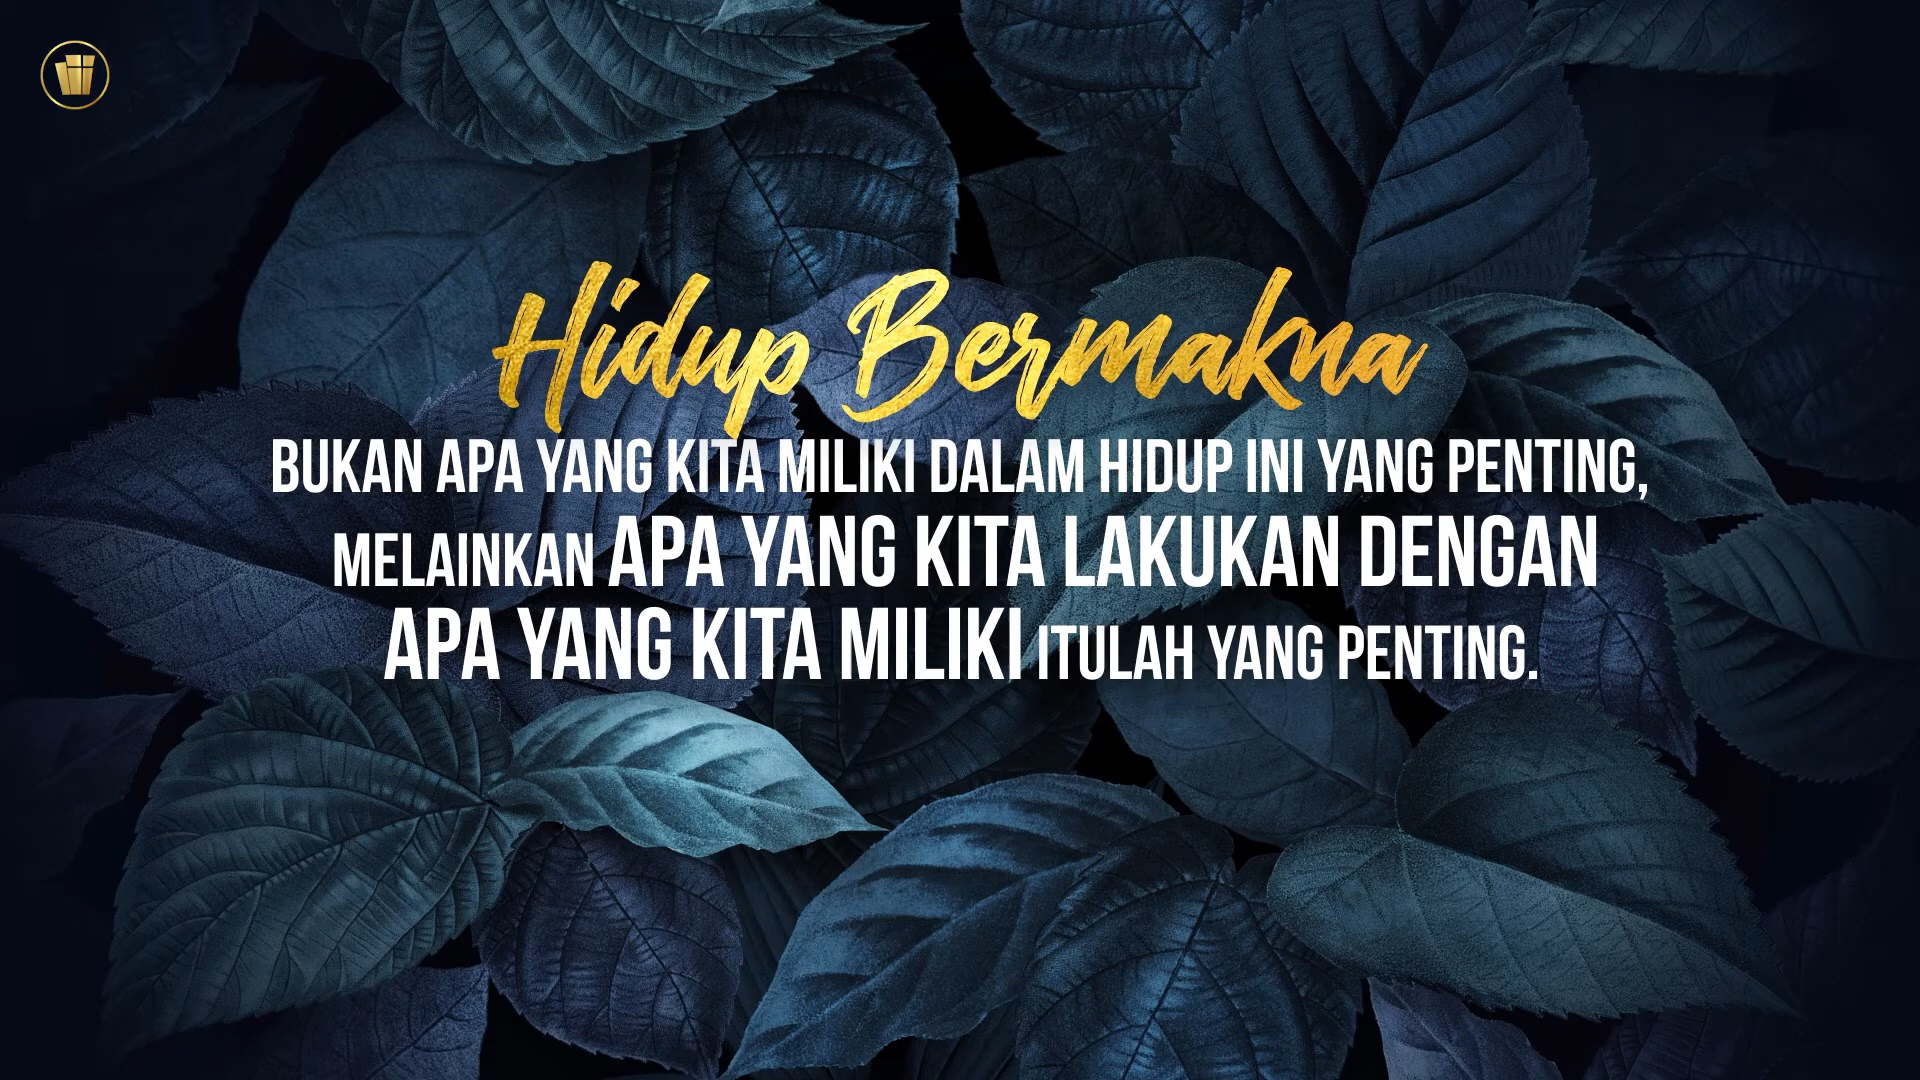 Hidup Bermakna
BUKAN APA YANG KITA MILIKI DALAM HIDUP INI YANG PENTING,
MELAINKAN APA YANG KITA LAKUKAN DENGAN
APA YANG KITA MILIKI ITULAH YANG PENTING.